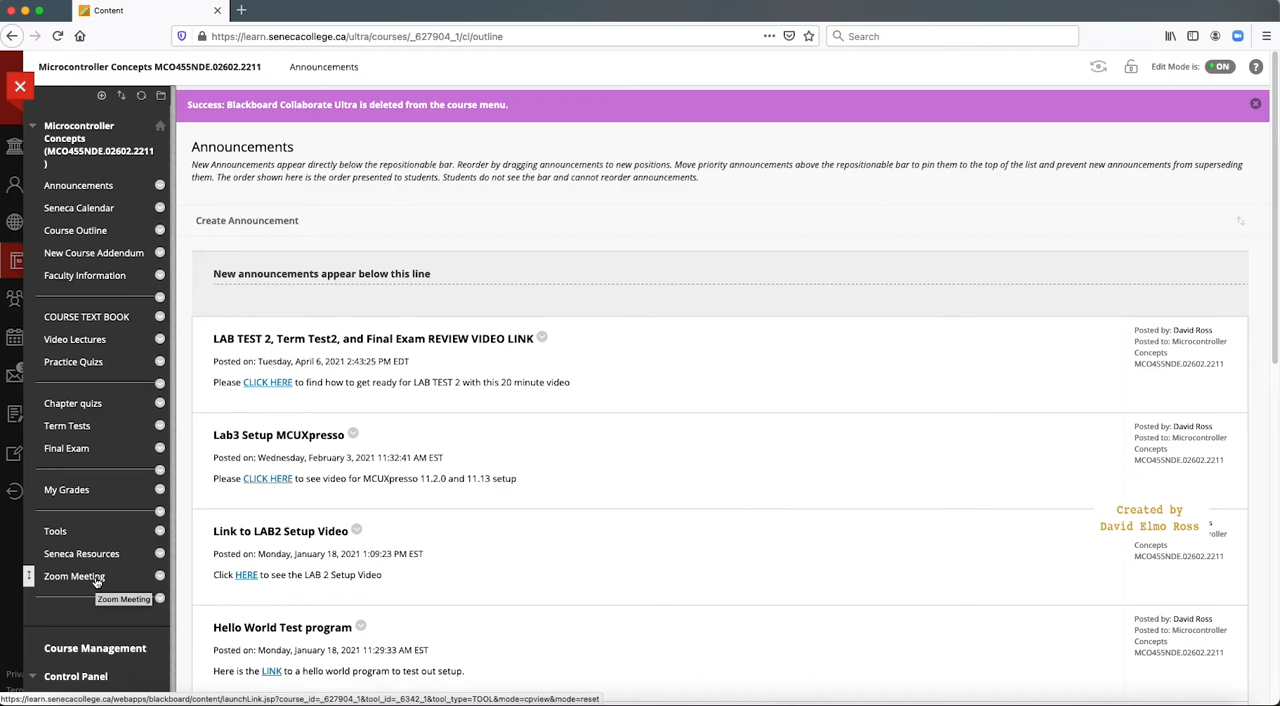 Content
https://learn.senecacollege.ca/ultra/courses/_627904_1/cl/outline
Search
Microcontroller Concepts MCO455NDE.02602.2211
Announcements
Edit Mode is:
ON
?
Success: Blackboard Collaborate Ultra is deleted from the course menu.
Microcontroller
Concepts
(MCO455NDE.02602.2211
)
Announcements
Seneca Calendar
Course Outline
New Course Addendum
Faculty Information
COURSE TEXT BOOK
Video Lectures
Practice Quizs
Chapter quizs
Term Tests
Final Exam
My Grades
Tools
Seneca Resources
Zoom Meeting
Zoom Meeting
Course Management
Control Panel
Priva
Term
Announcements
New Announcements appear directly below the repositionable bar. Reorder by dragging announcements to new positions. Move priority announcements above the repositionable bar to pin them to the top of the list and prevent new announcements from superseding
them. The order shown here is the order presented to students. Students do not see the bar and cannot reorder announcements.
Create Announcement
New announcements appear below this line
LAB TEST 2, Term Test2, and Final Exam REVIEW VIDEO LINK
Posted on: Tuesday, April 6, 2021 2:43:25 PM EDT
Please CLICK HERE to find how to get ready for LAB TEST 2 with this 20 minute video
Posted by: David Ross
Posted to: Microcontroller
Concepts
MCO455NDE.02602.2211
Lab3 Setup MCUXpresso
Posted on: Wednesday, February 3, 2021 11:32:41 AM EST
Please CLICK HERE to see video for MCUXpresso 11.2.0 and 11.13 setup
Posted by: David Ross
Posted to: Microcontroller
Concepts
MCO455NDE.02602.2211
Link to LAB2 Setup Video
Posted on: Monday, January 18, 2021 1:09:23 PM EST
Click HERE to see the LAB 2 Setup Video
Created by
David Elmo Ross
Concepts
MCO455NDE.02602.2211
Hello World Test program
Posted on: Monday, January 18, 2021 11:29:33 AM EST
Here is the LINK to a hello world program to test out setup.
Posted by: David Ross
Posted to: Microcontroller
Concepts
MCO455NDE.02602.2211
https://learn.senecacollege.ca/webapps/blackboard/content/launchLink.jsp?course_id=_627904_1&tool_id=_6342_1&tool_type=TOOL&mode=cpview&mode=reset